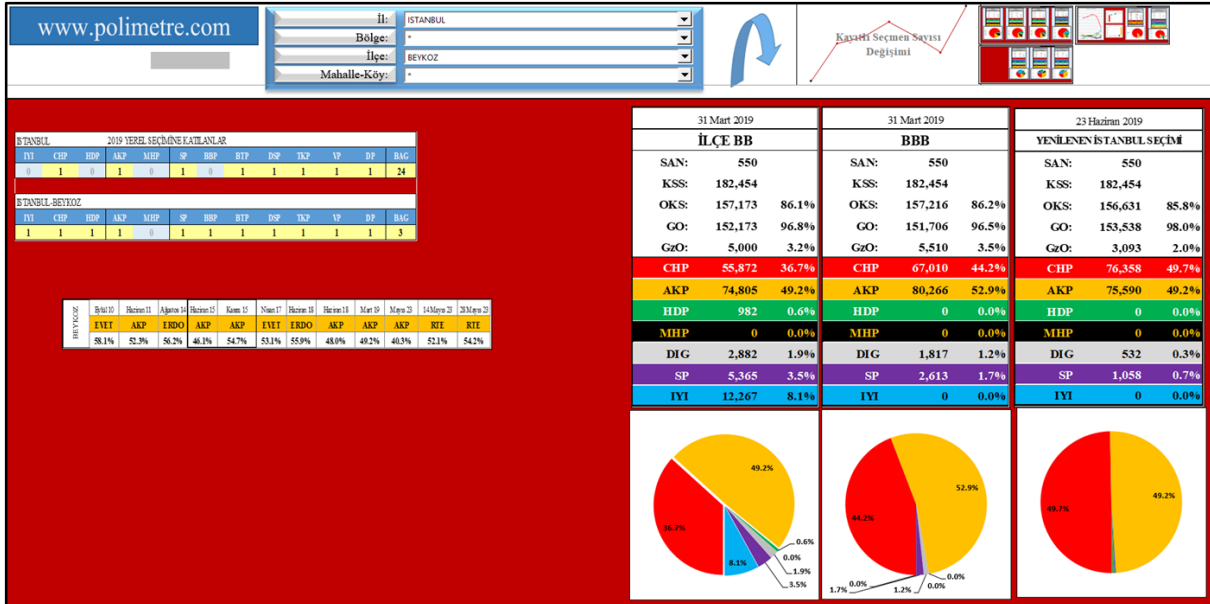 www.polimetre.com
İl: ISTANBUL
Bölge: *
İlçe: BEYKOZ
Mahalle-Köy: *
Kayıtlı Seçmen Sayısı
Değişimi
ISTANBUL 2019 YEREL SEÇİMİNE KATILANLAR
IYI CHP HDP AKP MHP SP BBP BTP DSP TKP VP DP BAG
0 1 0 1 0 1 0 1 1 1 1 1 24
ISTANBUL-BEYKOZ
IYI CHP HDP AKP MHP SP BBP BTP DSP TKP VP DP BAG
1 1 1 1 0 1 1 1 1 1 1 1 3
BEYKOZ
Eylül 10 Haziran 11 Ağustos 14 Haziran 15 Kasım 15 Nisan 17 Haziran 18 Haziran 18 Mart 19 Mayıs 23 14 Mayıs 23 28 Mayıs 23
EVET AKP ERDO AKP AKP EVET ERDO AKP AKP AKP RTE RTE
58.1% 52.3% 56.2% 46.1% 54.7% 53.1% 55.9% 48.0% 49.2% 40.3% 52.1% 54.2%
31 Mart 2019
İLÇE BB
SAN: 550
KSS: 182,454
OKS: 157,173 86.1%
GO: 152,173 96.8%
GzO: 5,000 3.2%
CHP 55,872 36.7%
AKP 74,805 49.2%
HDP 982 0.6%
MHP 0 0.0%
DIG 2,882 1.9%
SP 5,365 3.5%
IYI 12,267 8.1%
49.2%
36.7%
0.6%
0.0%
1.9%
3.5%
8.1%
31 Mart 2019
BBB
SAN: 550
KSS: 182,454
OKS: 157,216 86.2%
GO: 151,706 96.5%
GzO: 5,510 3.5%
CHP 67,010 44.2%
AKP 80,266 52.9%
HDP 0 0.0%
MHP 0 0.0%
DIG 1,817 1.2%
SP 2,613 1.7%
IYI 0 0.0%
52.9%
44.2%
0.0%
0.0%
1.7%
0.0%
1.2%
23 Haziran 2019
YENİLENEN İSTANBUL SEÇİMİ
SAN: 550
KSS: 182,454
OKS: 156,631 85.8%
GO: 153,538 98.0%
GzO: 3,093 2.0%
CHP 76,358 49.7%
AKP 75,590 49.2%
HDP 0 0.0%
MHP 0 0.0%
DIG 532 0.3%
SP 1,058 0.7%
IYI 0 0.0%
49.7%
49.2%